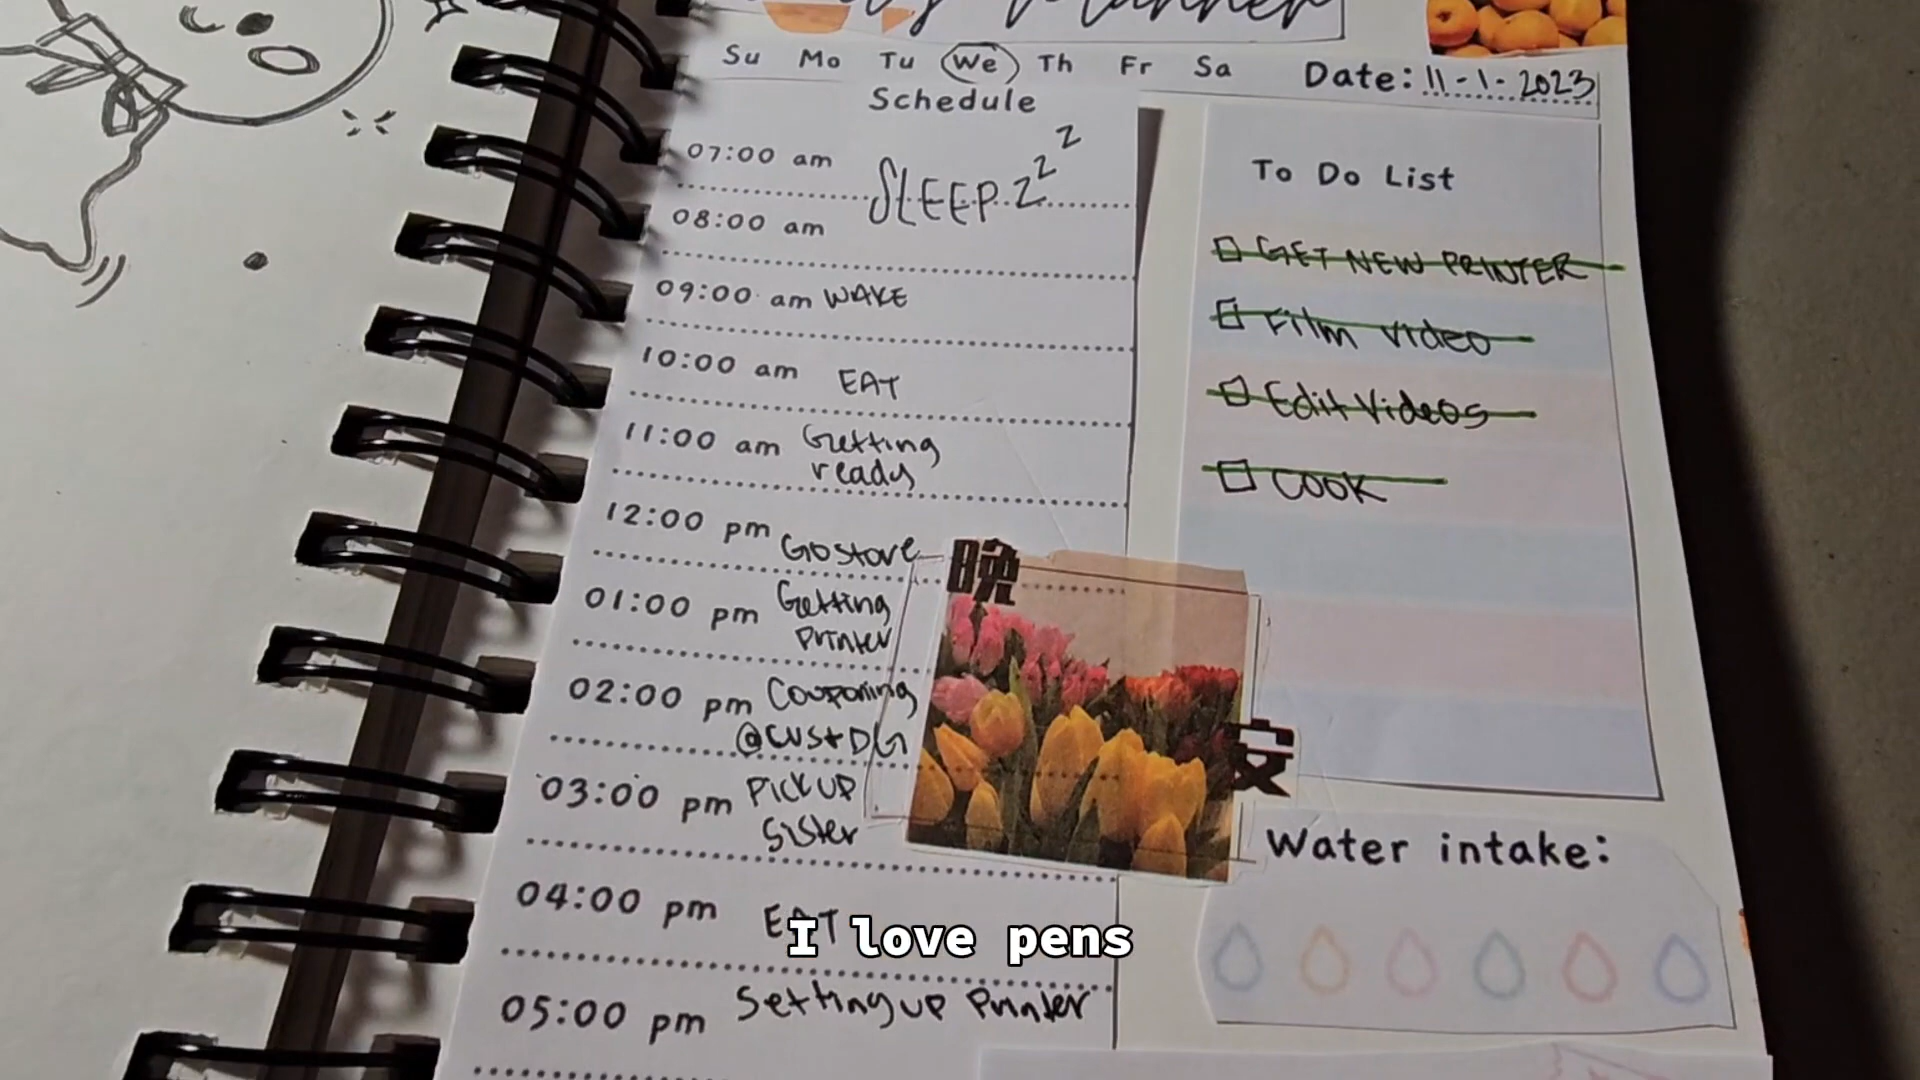 Planner
Su Mo Tu We Th Fr Sa
Date: 11-1-2023
Schedule
07:00 am SLEEP z z z
08:00 am
09:00 am WAKE
10:00 am EAT
11:00 am Getting
ready
12:00 pm Go store
01:00 pm Getting
printer
02:00 pm Couponing
@CVS+DG
03:00 pm PICK UP
Sister
04:00 pm EAT
05:00 pm Setting up Printer
To Do List
GET NEW PRINTER
Film Video
Edit Videos
COOK
晚
安
Water intake:
I love pens